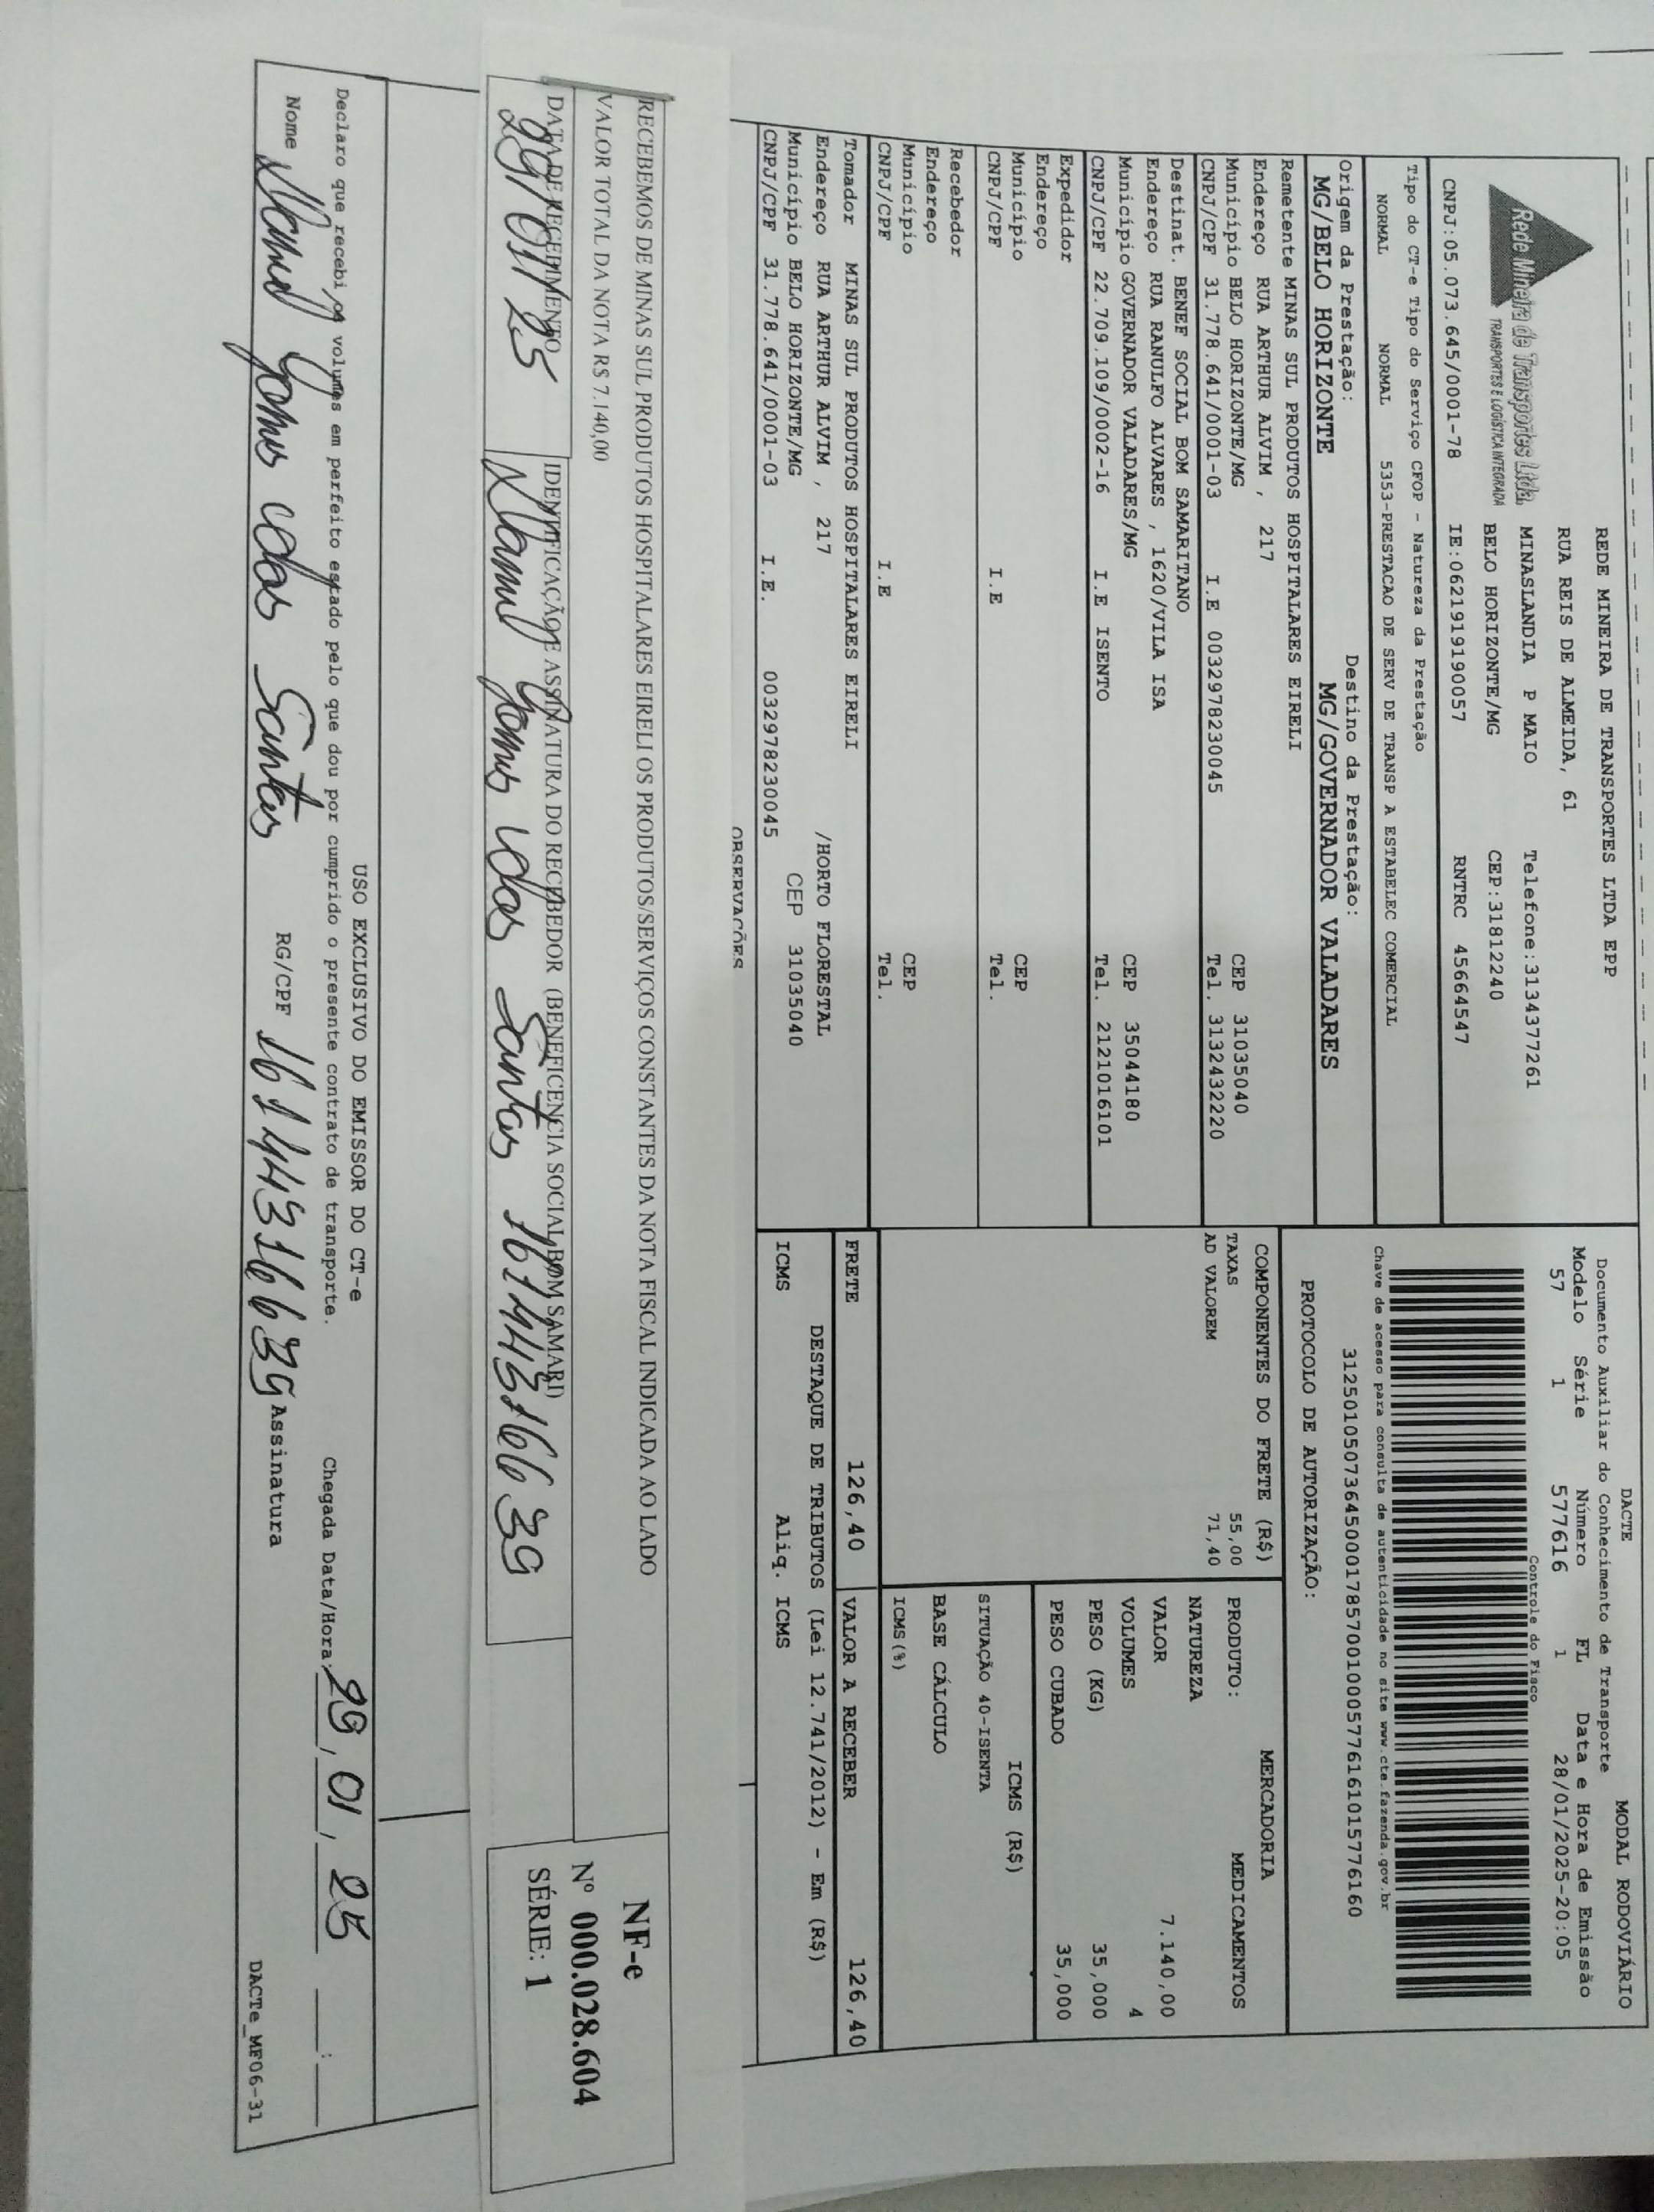 REDE MINEIRA DE TRANSPORTES LTDA EPP
RUA REIS DE ALMEIDA, 61
MINASLANDIA P MAIO Telefone:3134377261
BELO HORIZONTE/MG CEP:31812240
Rede Mineira de Transportes Ltda.
TRANSPORTES E LOGÍSTICA INTEGRADA
CNPJ:05.073.645/0001-78 IE:0621919190057 RNTRC 45664547
Tipo do CT-e Tipo do Serviço CFOP - Natureza da Prestação
NORMAL NORMAL 5353-PRESTACAO DE SERV DE TRANSP A ESTABELEC COMERCIAL
Origem da Prestação: Destino da Prestação:
MG/BELO HORIZONTE MG/GOVERNADOR VALADARES
Remetente MINAS SUL PRODUTOS HOSPITALARES EIRELI
Endereço RUA ARTHUR ALVIM , 217
Município BELO HORIZONTE/MG CEP 31035040
CNPJ/CPF 31.778.641/0001-03 I.E 0032978230045 Tel. 3132432220
Destinat. BENEF SOCIAL BOM SAMARITANO
Endereço RUA RANULFO ALVARES , 1620/VILA ISA
Município GOVERNADOR VALADARES/MG CEP 35044180
CNPJ/CPF 22.709.109/0002-16 I.E ISENTO Tel. 2121016101
Expedidor
Endereço
Município CEP
CNPJ/CPF I.E Tel.
Recebedor
Endereço
Município CEP
CNPJ/CPF I.E Tel.
Tomador MINAS SUL PRODUTOS HOSPITALARES EIRELI
Endereço RUA ARTHUR ALVIM , 217 /HORTO FLORESTAL
Município BELO HORIZONTE/MG CEP 31035040
CNPJ/CPF 31.778.641/0001-03 I.E. 0032978230045
OBSERVAÇÕES
DACTE MODAL RODOVIÁRIO
Documento Auxiliar do Conhecimento de Transporte
Modelo Série Número FL Data e Hora de Emissão
57 1 577616 1 28/01/2025-20:05
Controle do Fisco
Chave de acesso para consulta de autenticidade no site www.cte.fazenda.gov.br
31250105073645000178570010005776161015776160
PROTOCOLO DE AUTORIZAÇÃO:
COMPONENTES DO FRETE (R$)
TAXAS 55,00
AD VALOREM 71,40
MERCADORIA
PRODUTO: MEDICAMENTOS
NATUREZA
VALOR 7.140,00
VOLUMES 4
PESO (KG) 35,000
PESO CUBADO 35,000
ICMS (R$)
SITUAÇÃO 40-ISENTA
BASE CÁLCULO
ICMS(%)
FRETE 126,40 VALOR A RECEBER 126,40
DESTAQUE DE TRIBUTOS (Lei 12.741/2012) - Em (R$)
ICMS Aliq. ICMS
RECEBEMOS DE MINAS SUL PRODUTOS HOSPITALARES EIRELI OS PRODUTOS/SERVIÇOS CONSTANTES DA NOTA FISCAL INDICADA AO LADO
VALOR TOTAL DA NOTA R$ 7.140,00
DATA DE RECEBIMENTO IDENTIFICAÇÃO E ASSINATURA DO RECEBEDOR (BENEFICENCIA SOCIAL BOM SAMARI)
29/01/25 Gomes dos Santos 1614431663g
NF-e
Nº 000.028.604
SÉRIE: 1
USO EXCLUSIVO DO EMISSOR DO CT-e
Declaro que recebi os volumes em perfeito estado pelo que dou por cumprido o presente contrato de transporte.
Chegada Data/Hora: 29, 01, 25 :
Nome Gomes dos Santos RG/CPF Assinatura
DACTe_MF06-31